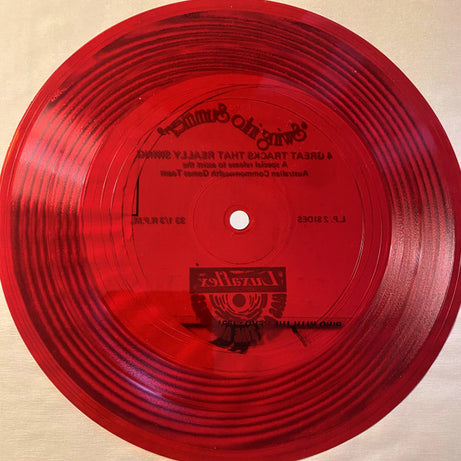 "Swing into Summer"
4 GREAT TRACKS THAT REALLY SWING
A special release to assist the
Australian Commonwealth Games Team
L.P. 2 SIDES
33 1/3 R.P.M.
Luxaflex